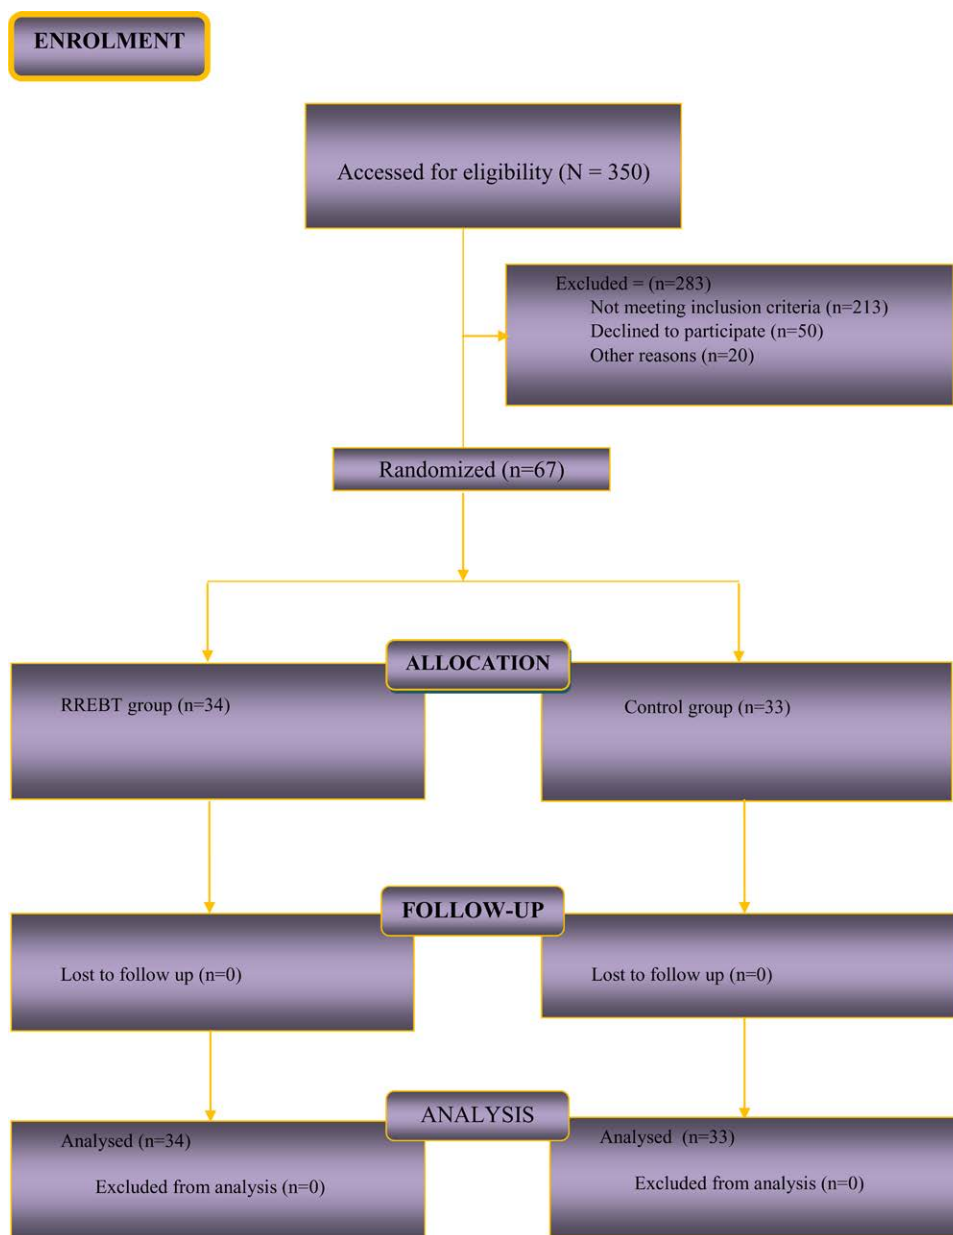 ENROLMENT
Accessed for eligibility (N = 350)
Excluded = (n=283)
Not meeting inclusion criteria (n=213)
Declined to participate (n=50)
Other reasons (n=20)
Randomized (n=67)
ALLOCATION
RREBT group (n=34)
Control group (n=33)
FOLLOW-UP
Lost to follow up (n=0)
Lost to follow up (n=0)
ANALYSIS
Analysed (n=34)
Excluded from analysis (n=0)
Analysed (n=33)
Excluded from analysis (n=0)